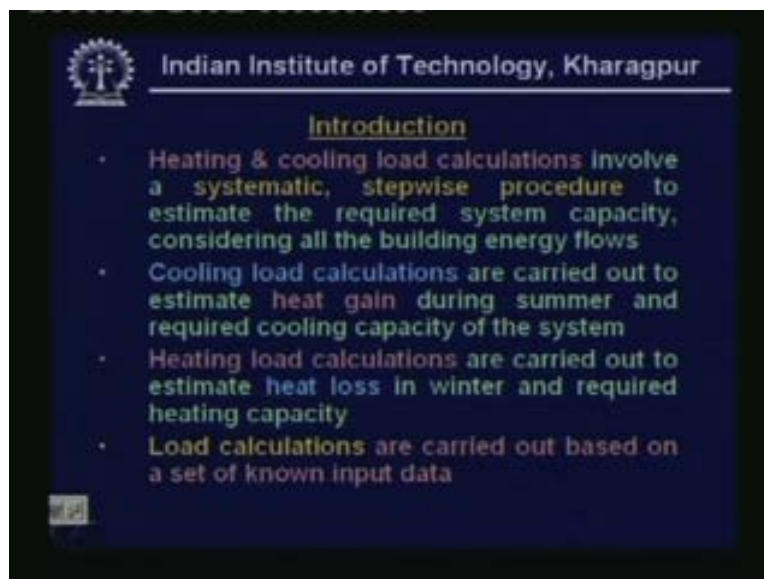 Indian Institute of Technology, Kharagpur
Introduction
· Heating & cooling load calculations involve
a systematic, stepwise procedure to
estimate the required system capacity,
considering all the building energy flows
· Cooling load calculations are carried out to
estimate heat gain during summer and
required cooling capacity of the system
· Heating load calculations are carried out to
estimate heat loss in winter and required
heating capacity
· Load calculations are carried out based on
a set of known input data